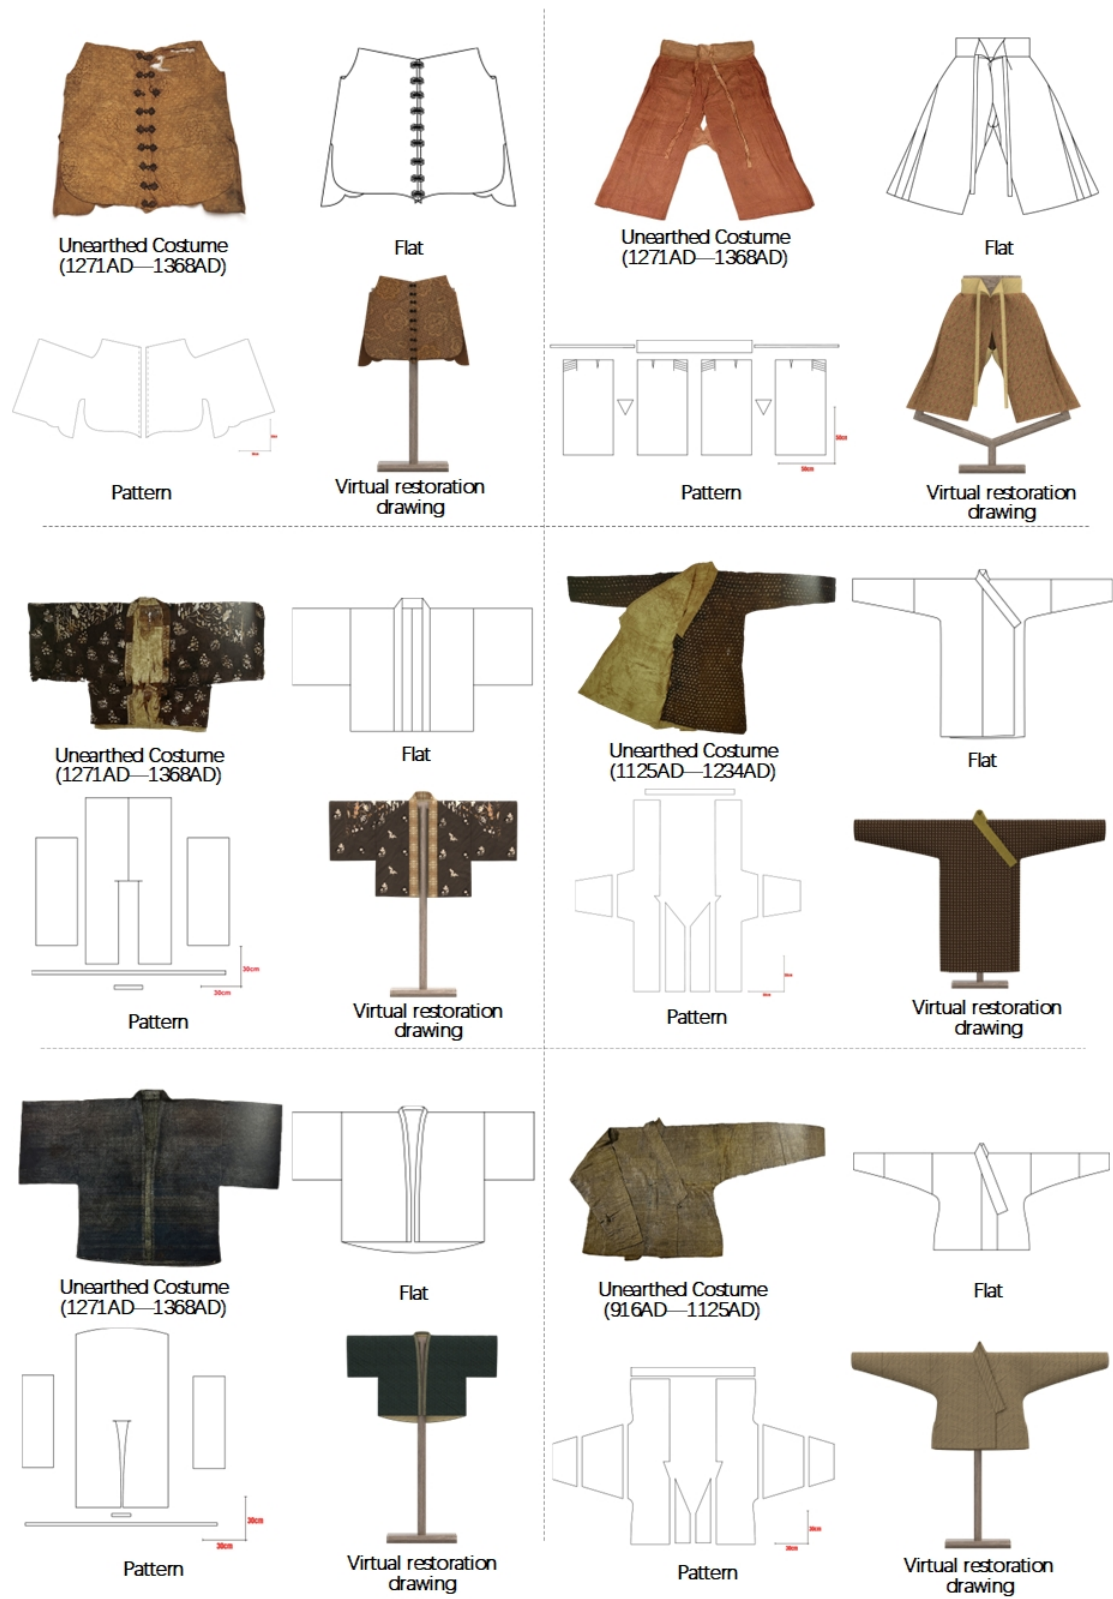 Unearthed Costume
(1271AD—1368AD)
Flat
Pattern
Virtual restoration
drawing
Unearthed Costume
(1271AD—1368AD)
Flat
50cm
50cm
Pattern
Virtual restoration
drawing
Unearthed Costume
(1271AD—1368AD)
Flat
30cm
30cm
Pattern
Virtual restoration
drawing
Unearthed Costume
(1125AD—1234AD)
Flat
Pattern
Virtual restoration
drawing
Unearthed Costume
(1271AD—1368AD)
Flat
30cm
30cm
Pattern
Virtual restoration
drawing
Unearthed Costume
(916AD—1125AD)
Flat
Pattern
Virtual restoration
drawing